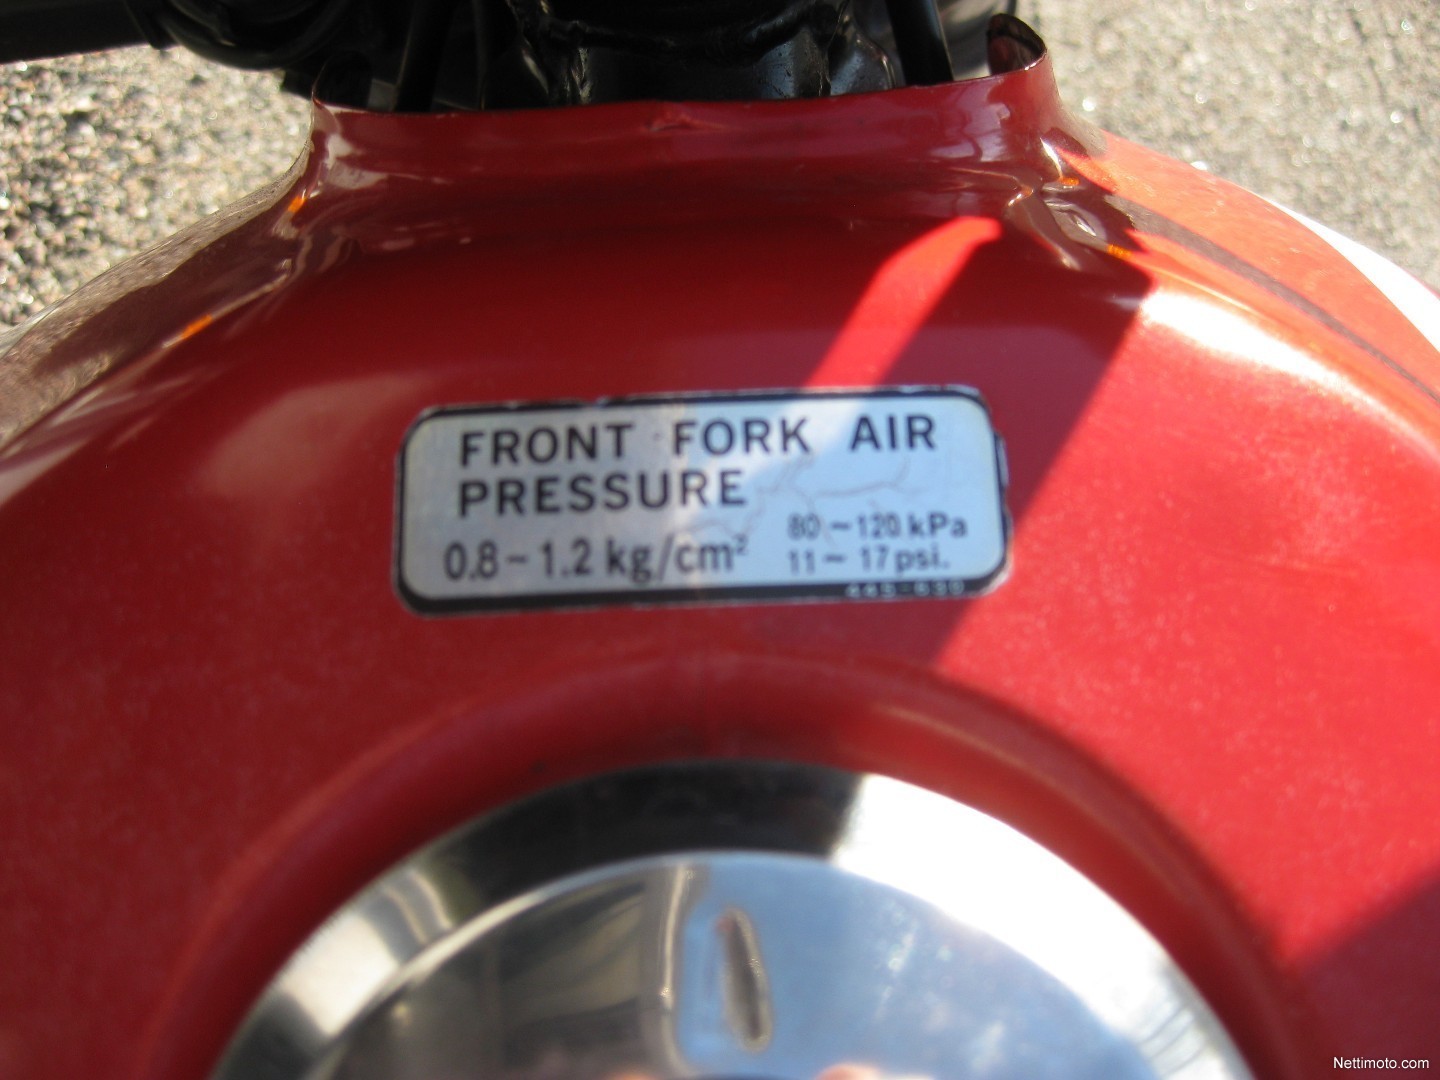 FRONT FORK AIR
PRESSURE
0.8~1.2 kg/cm² 80~120 kPa
11~17 psi.
Nettimoto.com